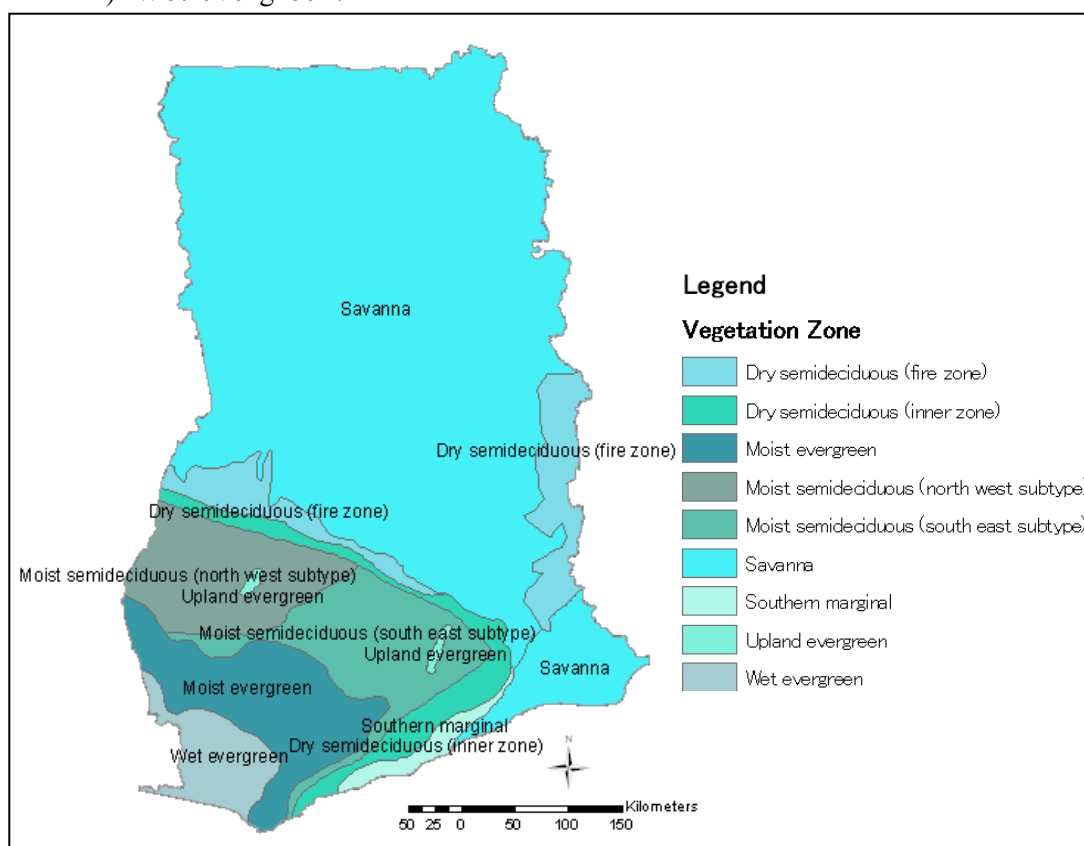 wet evergreen
Savanna
Dry semideciduous (fire zone)
Dry semideciduous (fire zone)
Moist semideciduous (north west subtype)
Upland evergreen
Moist semideciduous (south east subtype)
Upland evergreen
Savanna
Moist evergreen
Southern marginal
Dry semideciduous (inner zone)
Wet evergreen
N
Kilometers
50 25 0 50 100 150
Legend
Vegetation Zone
Dry semideciduous (fire zone)
Dry semideciduous (inner zone)
Moist evergreen
Moist semideciduous (north west subtype)
Moist semideciduous (south east subtype)
Savanna
Southern marginal
Upland evergreen
Wet evergreen